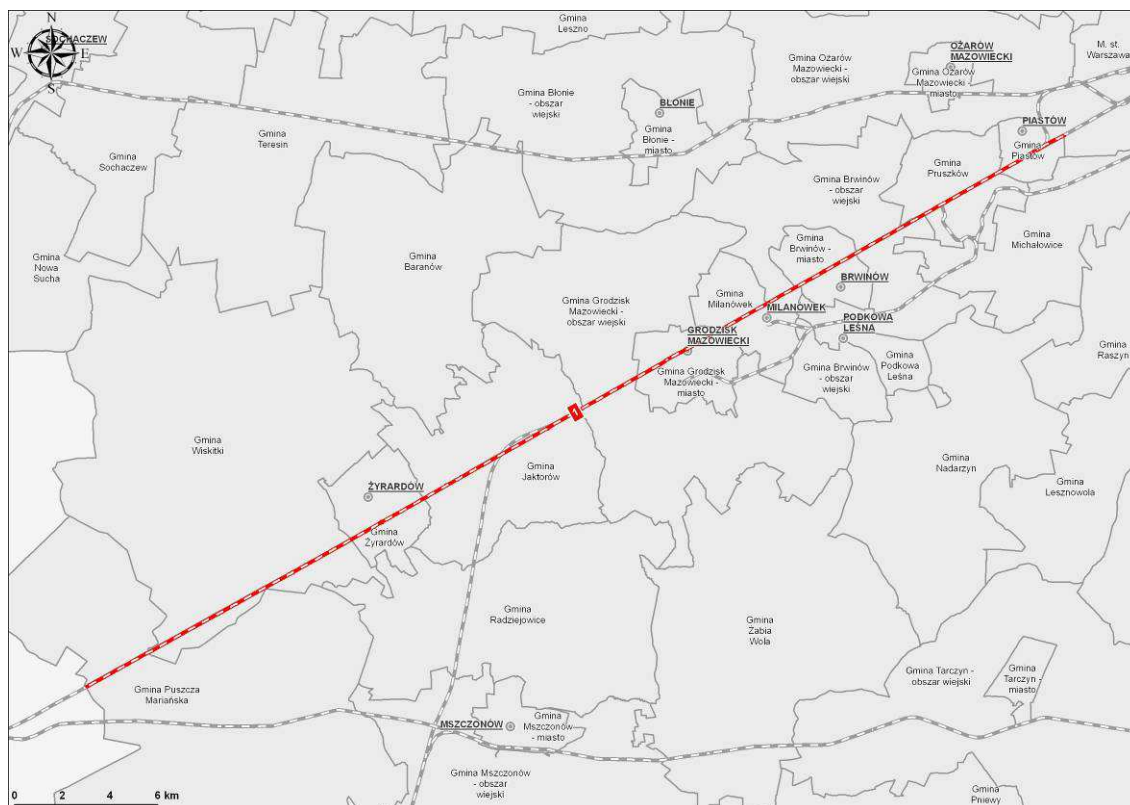 N
SOCHACZEW
W
E
S
Gmina
Leszno
Gmina Ożarów
Mazowiecki -
obszar wiejski
OŻARÓW
MAZOWIECKI
Gmina Ożarów
Mazowiecki -
miasto
M. st.
Warszawa
Gmina Błonie
- obszar
wiejski
BŁONIE
Gmina
Błonie -
miasto
PIASTÓW
Gmina
Piastów
Gmina
Teresin
Gmina
Sochaczew
Gmina
Pruszków
Gmina Brwinów
- obszar
wiejski
Gmina
Michałowice
Gmina
Nowa
Sucha
Gmina
Baranów
Gmina
Brwinów -
miasto
BRWINÓW
Gmina
Milanówek
MILANÓWEK
Gmina Grodzisk
Mazowiecki -
obszar wiejski
PODKOWA
LEŚNA
GRODZISK
MAZOWIECKI
Gmina Grodzisk
Mazowiecki -
miasto
Gmina Brwinów
- obszar
wiejski
Gmina
Podkowa
Leśna
Gmina
Raszyn
1
Gmina
Wiskitki
Gmina
Jaktorów
Gmina
Nadarzyn
Gmina
Lesznowola
ŻYRARDÓW
Gmina
Żyrardów
Gmina
Radziejowice
Gmina
Żabia
Wola
Gmina Tarczyn -
obszar wiejski
Gmina
Tarczyn -
miasto
Gmina Puszcza
Mariańska
MSZCZONÓW
Gmina
Mszczonów
- miasto
Gmina Mszczonów
- obszar
wiejski
Gmina
Pniewy
0 2 4 6 km